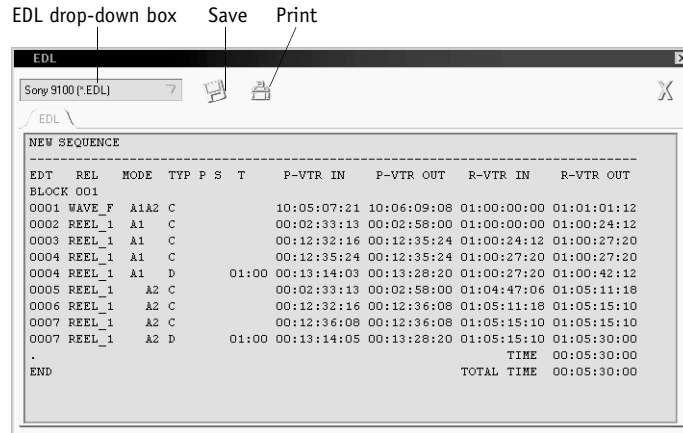 EDL drop-down box Save Print
EDL
Sony 9100 (*.EDL)
EDL
NEW SEQUENCE
EDT REL MODE TYP P S T P-VTR IN P-VTR OUT R-VTR IN R-VTR OUT
BLOCK 001
0001 WAVE_F A1A2 C 10:05:07:21 10:06:09:08 01:00:00:00 01:01:01:12
0002 REEL_1 A1 C 00:02:33:13 00:02:58:00 01:00:00:00 01:00:24:12
0003 REEL_1 A1 C 00:12:32:16 00:12:35:24 01:00:24:12 01:00:27:20
0004 REEL_1 A1 C 00:12:35:24 00:12:35:24 01:00:27:20 01:00:27:20
0004 REEL_1 A1 D 01:00 00:13:14:03 00:13:28:20 01:00:27:20 01:00:42:12
0005 REEL_1 A2 C 00:02:33:13 00:02:58:00 01:04:47:06 01:05:11:18
0006 REEL_1 A2 C 00:12:32:16 00:12:36:08 01:05:11:18 01:05:15:10
0007 REEL_1 A2 C 00:12:36:08 00:12:36:08 01:05:15:10 01:05:15:10
0007 REEL_1 A2 D 01:00 00:13:14:05 00:13:28:20 01:05:15:10 01:05:30:00
. TIME 00:05:30:00
END TOTAL TIME 00:05:30:00